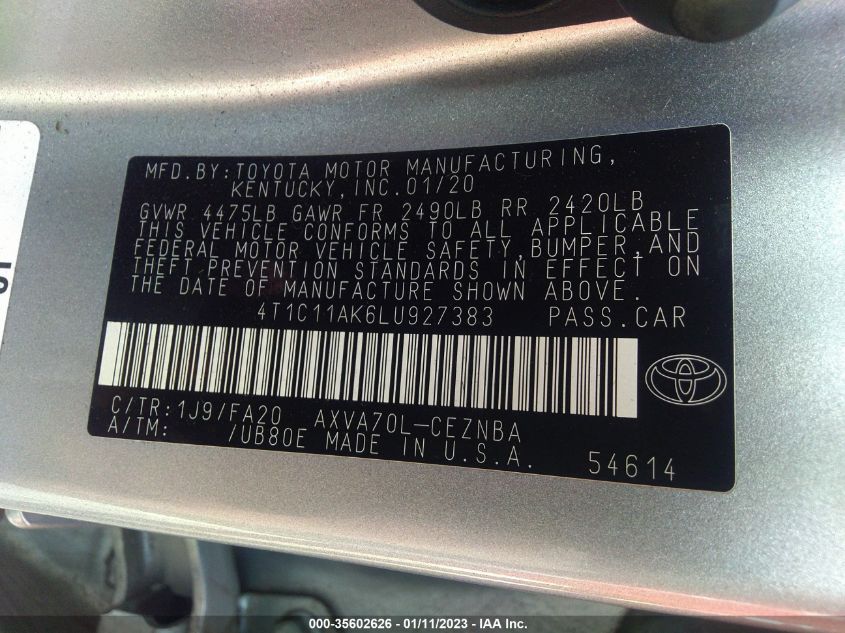 MFD.BY:TOYOTA MOTOR MANUFACTURING,
KENTUCKY,INC.01/20
GVWR 4475LB GAWR FR 2490LB RR 2420LB
THIS VEHICLE CONFORMS TO ALL APPLICABLE
FEDERAL MOTOR VEHICLE SAFETY,BUMPER,AND
THEFT PREVENTION STANDARDS IN EFFECT ON
THE DATE OF MANUFACTURE SHOWN ABOVE.
4T1C11AK6LU927383 PASS.CAR
C/TR:1J9/FA20 AXVA70L-CEZNBA
A/TM: /UB80E MADE IN U.S.A. 54614
000-35602626 - 01/11/2023 - IAA Inc.